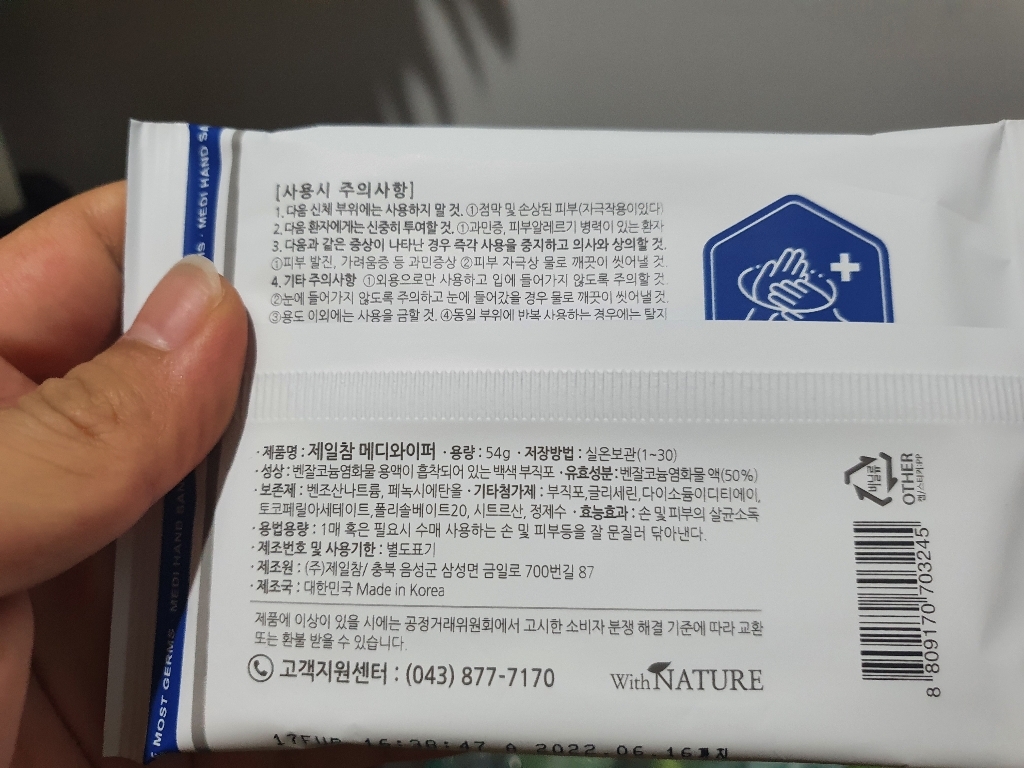 [사용시 주의사항]
1. 다음 신체 부위에는 사용하지 말 것. ①점막 및 손상된 피부(자극작용이있다)
2. 다음 환자에게는 신중히 투여할 것. ①과민증, 피부알레르기 병력이 있는 환자
3. 다음과 같은 증상이 나타난 경우 즉각 사용을 중지하고 의사와 상의할 것.
①피부 발진, 가려움증 등 과민증상 ②피부 자극상 물로 깨끗이 씻어낼 것.
4. 기타 주의사항 ①외용으로만 사용하고 입에 들어가지 않도록 주의할 것.
②눈에 들어가지 않도록 주의하고 눈에 들어갔을 경우 물로 깨끗이 씻어낼 것.
③용도 이외에는 사용을 금할 것. ④동일 부위에 반복 사용하는 경우에는 탈지
· 제품명 : 제일참 메디와이퍼 · 용량 : 54g · 저장방법 : 실온보관(1~30)
· 성상 : 벤잘코늄염화물 용액이 흡착되어 있는 백색 부직포 · 유효성분 : 벤잘코늄염화물 액(50%)
· 보존제 : 벤조산나트륨, 페녹시에탄올 · 기타첨가제 : 부직포,글리세린,다이소듐이디티에이,
토코페릴아세테이트,폴리솔베이트20, 시트르산, 정제수 · 효능효과 : 손 및 피부의 살균소독
· 용법용량 : 1매 혹은 필요시 수매 사용하는 손 및 피부등을 잘 문질러 닦아낸다.
· 제조번호 및 사용기한 : 별도표기
· 제조원 : (주)제일참/ 충북 음성군 삼성면 금일로 700번길 87
· 제조국 : 대한민국 Made in Korea
제품에 이상이 있을 시에는 공정거래위원회에서 고시한 소비자 분쟁 해결 기준에 따라 교환
또는 환불 받을 수 있습니다.
고객지원센터 : (043) 877-7170
With NATURE
비닐류
OTHER
8 809170 703245
MOST GERMS · MEDI HAND SA
MS · MEDI HAND SA
16:38:47 A 2022.06.16까지